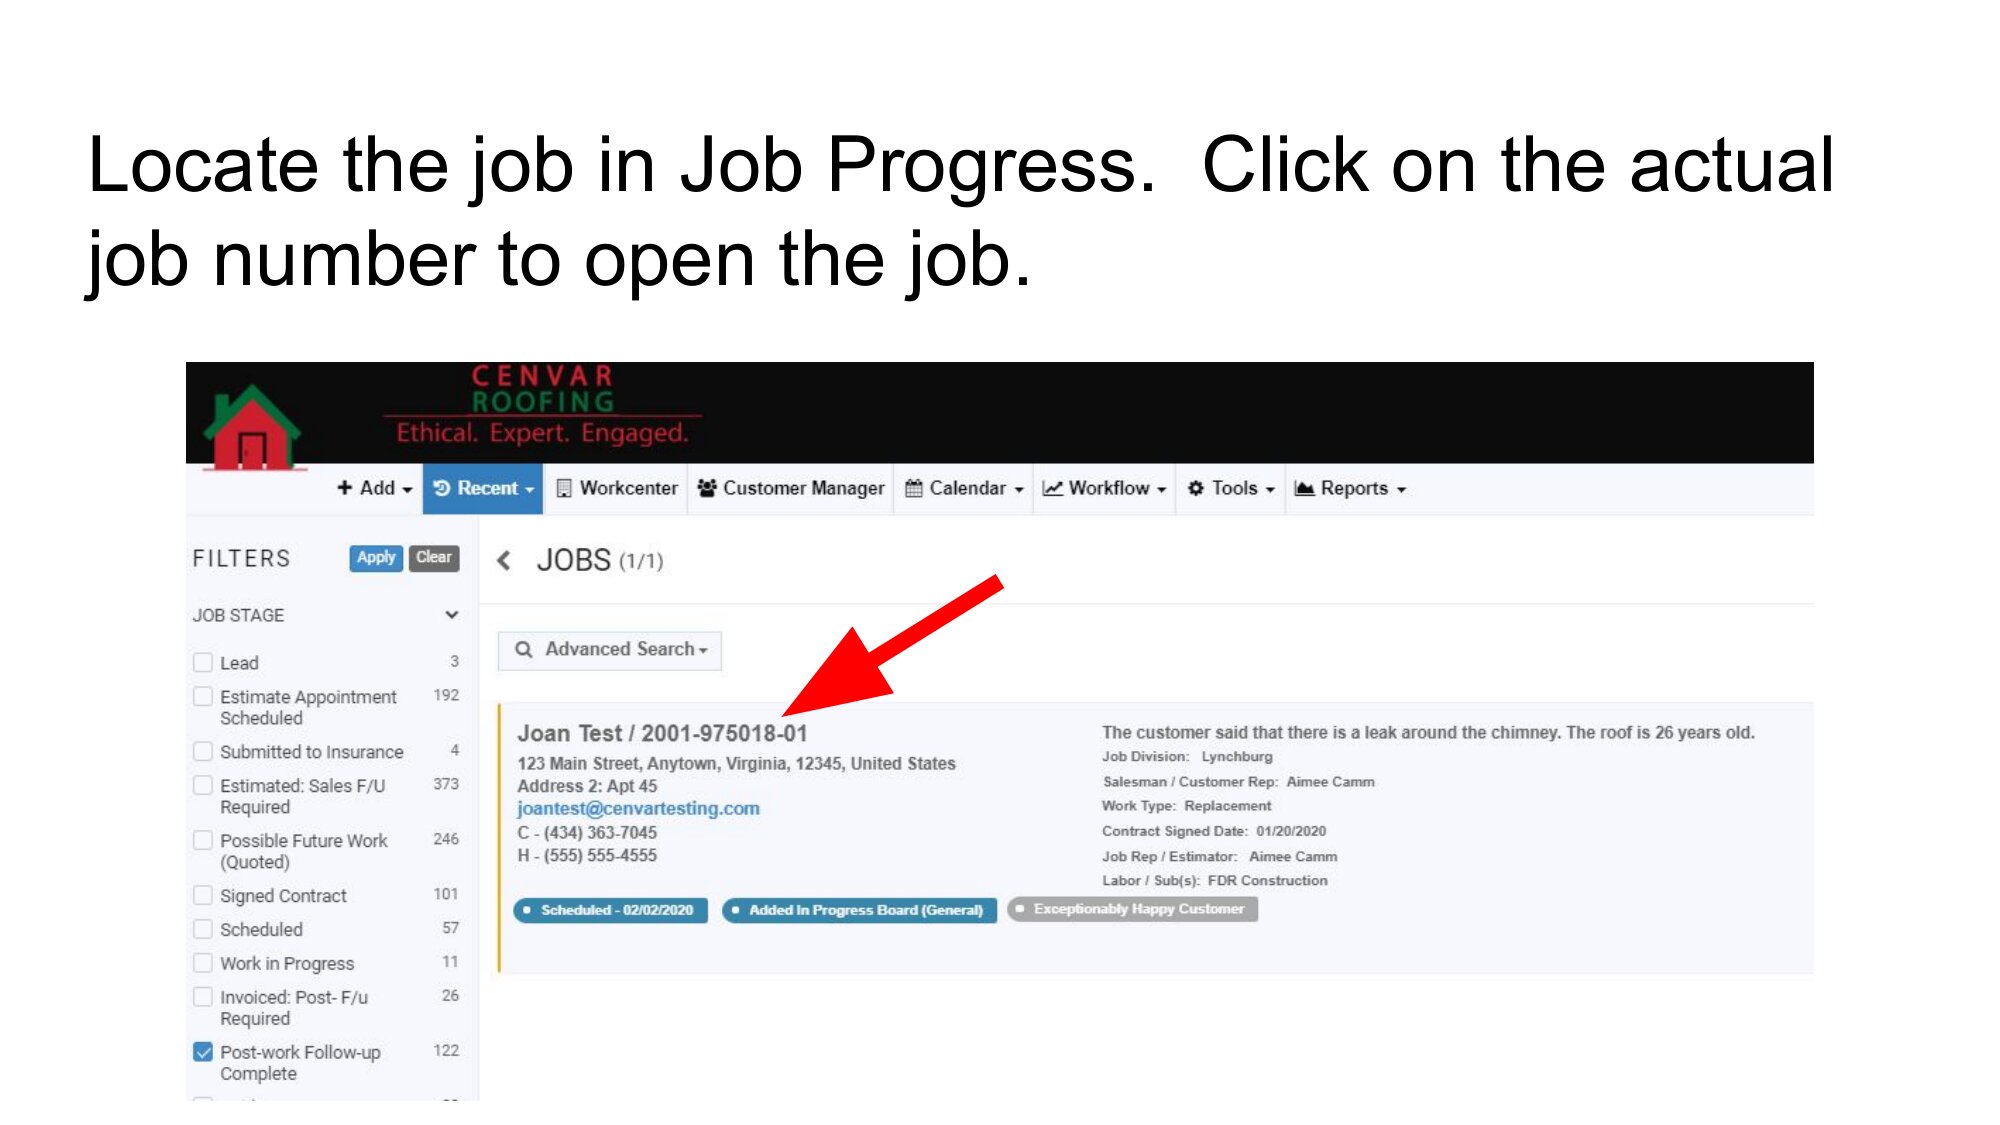 Locate the job in Job Progress.  Click on the actual
job number to open the job.
CENVAR
ROOFING
Ethical. Expert. Engaged.
Add
Recent
Workcenter
Customer Manager
Calendar
Workflow
Tools
Reports
FILTERS
Apply
Clear
JOB STAGE
Lead 3
Estimate Appointment 192
Scheduled
Submitted to Insurance 4
Estimated: Sales F/U 373
Required
Possible Future Work 246
(Quoted)
Signed Contract 101
Scheduled 57
Work in Progress 11
Invoiced: Post- F/u 26
Required
Post-work Follow-up 122
Complete
JOBS (1/1)
Advanced Search
Joan Test / 2001-975018-01
123 Main Street, Anytown, Virginia, 12345, United States
Address 2: Apt 45
joantest@cenvartesting.com
C - (434) 363-7045
H - (555) 555-4555
The customer said that there is a leak around the chimney. The roof is 26 years old.
Job Division: Lynchburg
Salesman / Customer Rep: Aimee Camm
Work Type: Replacement
Contract Signed Date: 01/20/2020
Job Rep / Estimator: Aimee Camm
Labor / Sub(s): FDR Construction
Scheduled - 02/02/2020
Added In Progress Board (General)
Exceptionably Happy Customer